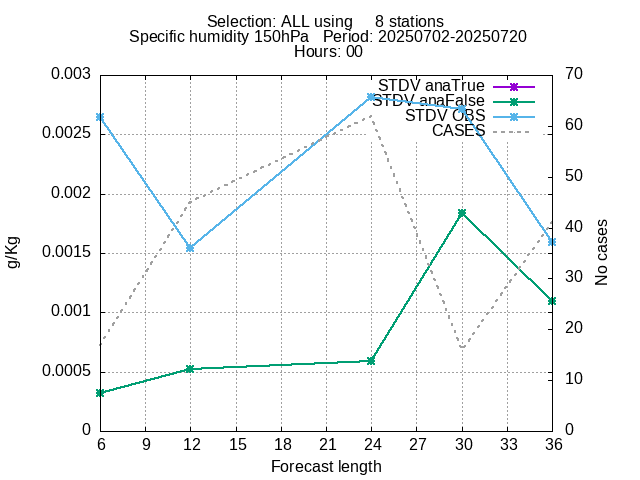 Selection: ALL using     8 stations
Specific humidity 150hPa   Period: 20250702-20250720
Hours: 00
0.003
0.0025
0.002
0.0015
0.001
0.0005
0
70
60
50
40
30
20
10
0
g/Kg
No cases
STDV anaTrue
STDV anaFalse
STDV OBS
CASES
6 9 12 15 18 21 24 27 30 33 36
Forecast length